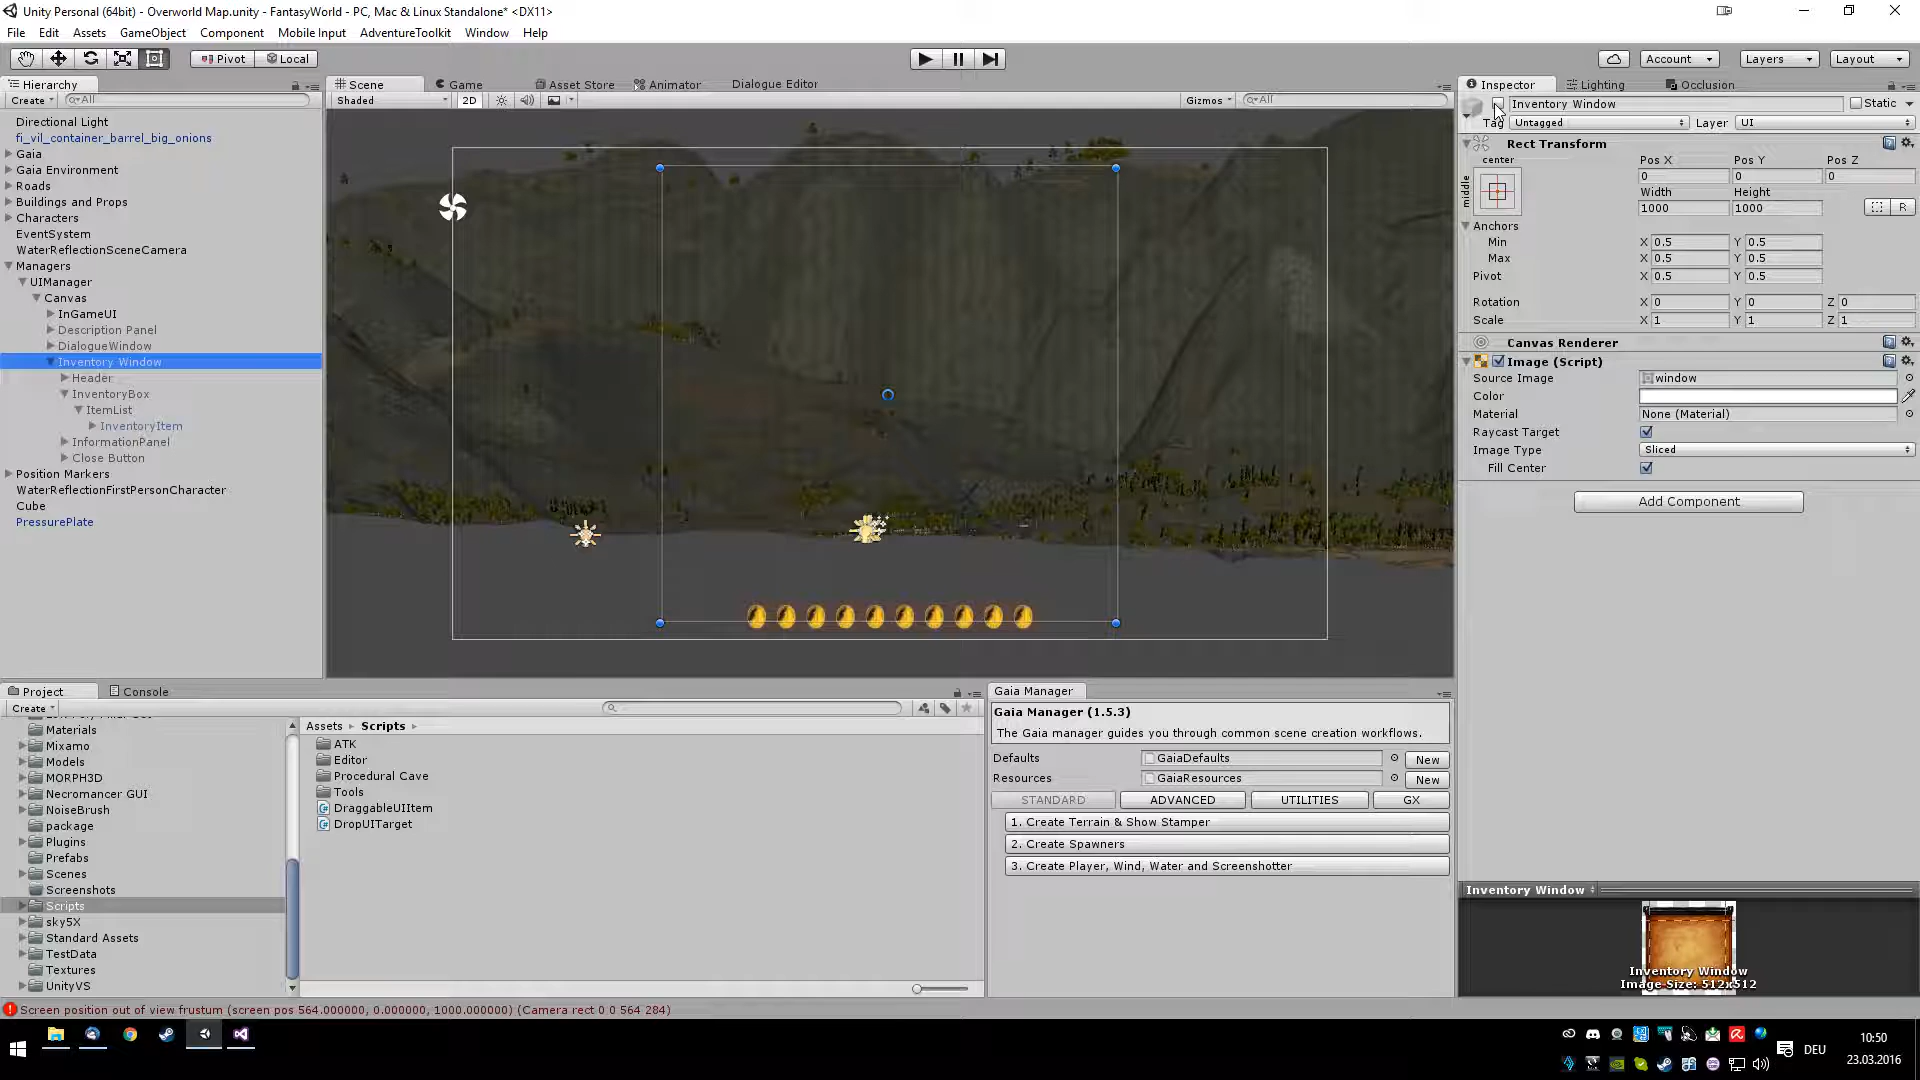 Unity Personal (64bit) - Overworld Map.unity - FantasyWorld - PC, Mac & Linux Standalone* <DX11>
File Edit Assets GameObject Component Mobile Input AdventureToolkit Window Help
Pivot Local Account Layers Layout
Hierarchy
Create All
Directional Light
fi_vil_container_barrel_big_onions
Gaia
Gaia Environment
Roads
Buildings and Props
Characters
EventSystem
WaterReflectionSceneCamera
Managers
UIManager
Canvas
InGameUI
Description Panel
DialogueWindow
Inventory Window
Header
InventoryBox
ItemList
InventoryItem
InformationPanel
Close Button
Position Markers
WaterReflectionFirstPersonCharacter
Cube
PressurePlate
Scene Game Asset Store Animator Dialogue Editor
Shaded 2D Gizmos All
Inspector Lighting Occlusion
Inventory Window Static
Tag Untagged Layer UI
Rect Transform
center Pos X Pos Y Pos Z
middle 0 0 0
Width Height
1000 1000 R
Anchors
Min X 0.5 Y 0.5
Max X 0.5 Y 0.5
Pivot X 0.5 Y 0.5
Rotation X 0 Y 0 Z 0
Scale X 1 Y 1 Z 1
Canvas Renderer
Image (Script)
Source Image window
Color
Material None (Material)
Raycast Target
Image Type Sliced
Fill Center
Add Component
Project Console
Create
Materials
Mixamo
Models
MORPH3D
Necromancer GUI
NoiseBrush
package
Plugins
Prefabs
Scenes
Screenshots
Scripts
sky5X
Standard Assets
TestData
Textures
UnityVS
Assets Scripts
ATK
Editor
Procedural Cave
Tools
DraggableUIItem
DropUITarget
Gaia Manager
Gaia Manager (1.5.3)
The Gaia manager guides you through common scene creation workflows.
Defaults GaiaDefaults New
Resources GaiaResources New
STANDARD ADVANCED UTILITIES GX
1. Create Terrain & Show Stamper
2. Create Spawners
3. Create Player, Wind, Water and Screenshotter
Inventory Window
Inventory Window
Image Size: 512x512
Screen position out of view frustum (screen pos 564.000000, 0.000000, 1000.000000) (Camera rect 0 0 564 284)
DEU
10:50
23.03.2016